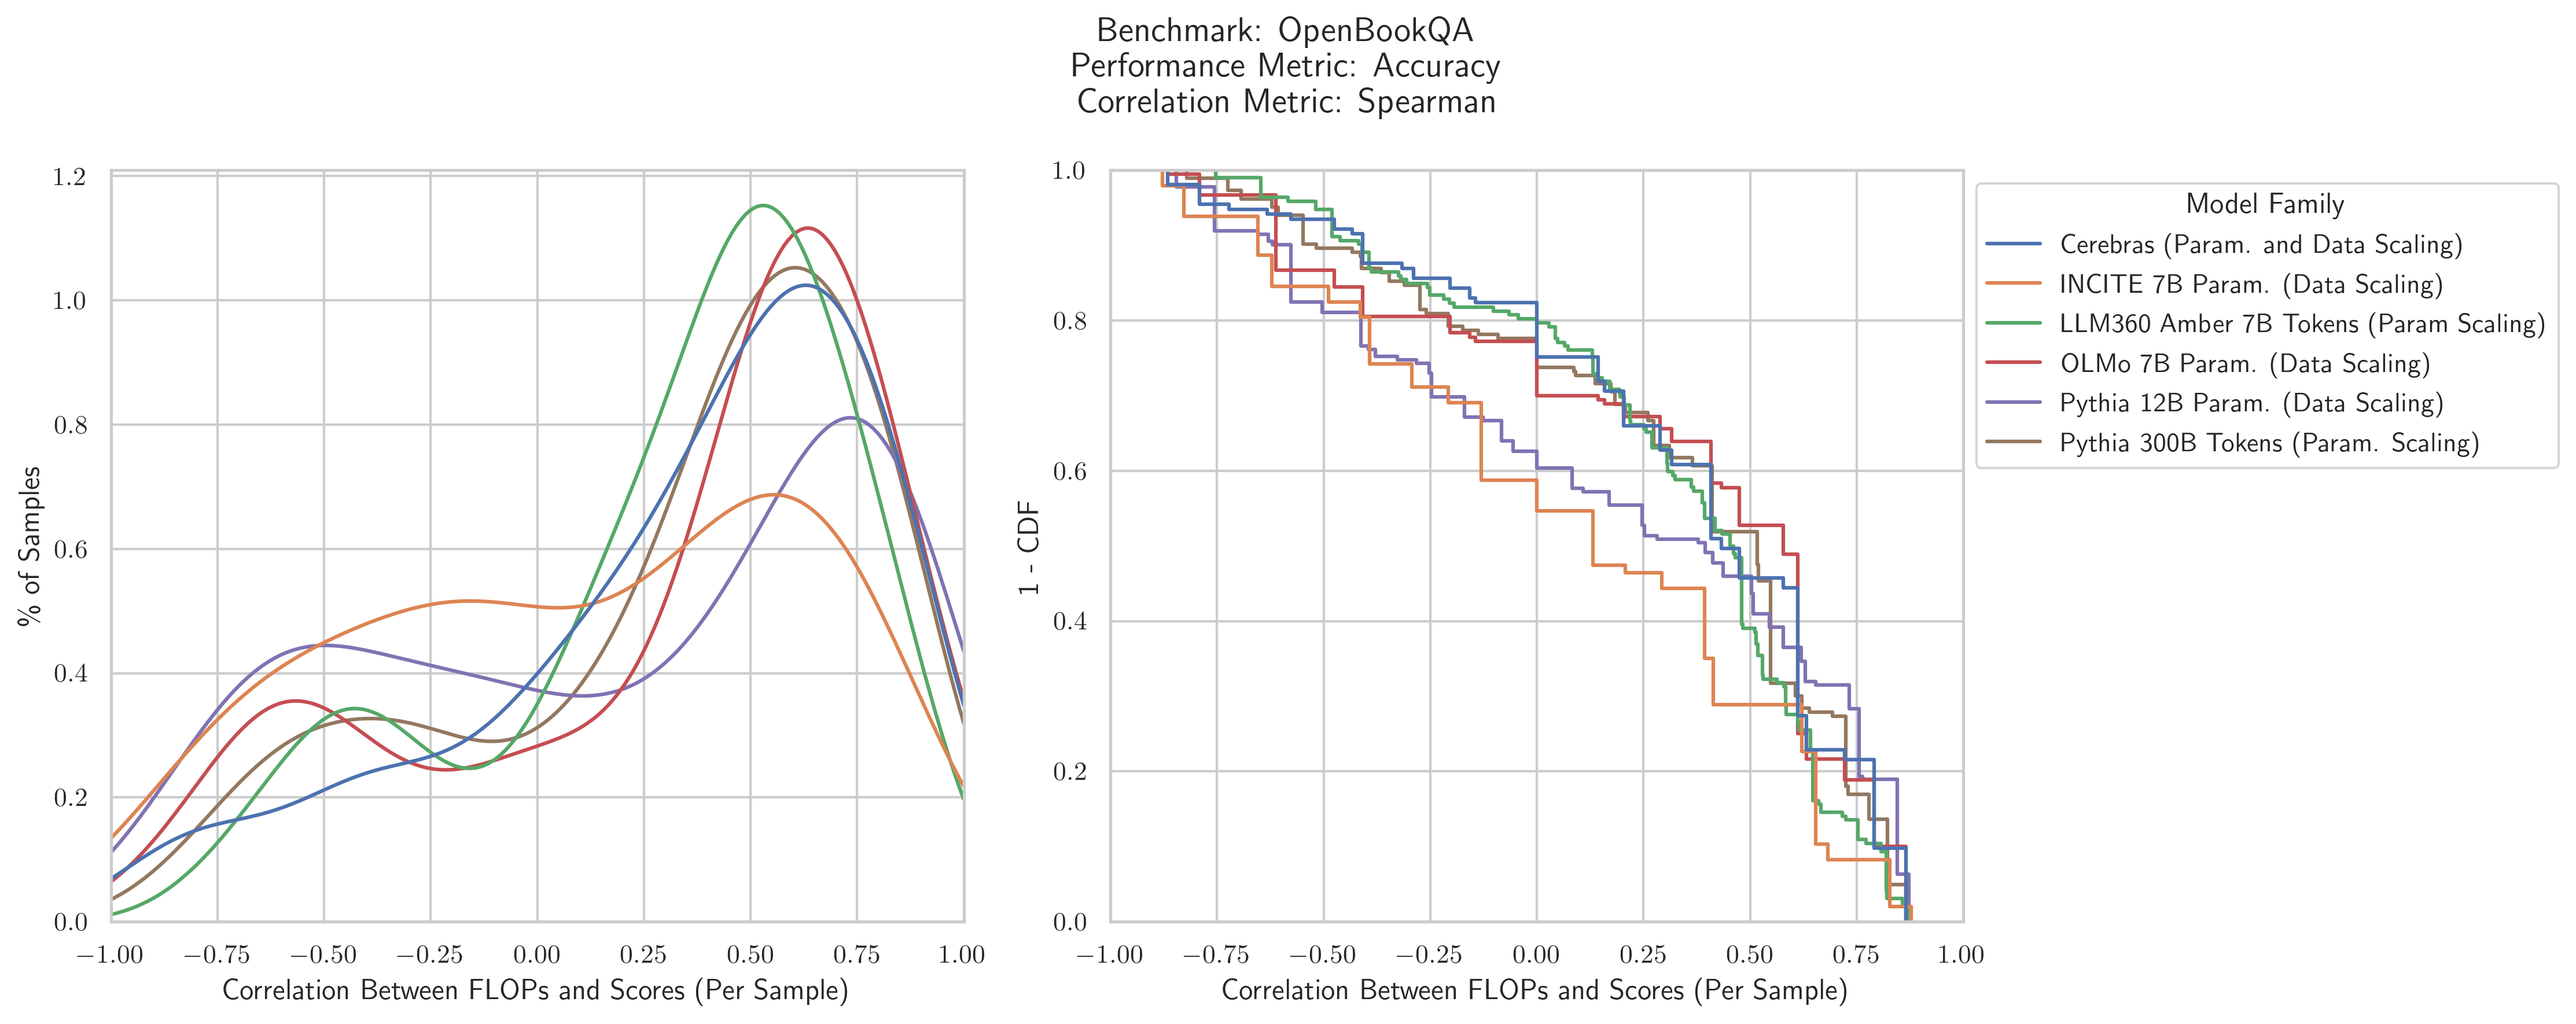 Benchmark: OpenBookQA
Performance Metric: Accuracy
Correlation Metric: Spearman
1.2
1.0
0.8
0.6
0.4
0.2
0.0
% of Samples
−1.00 −0.75 −0.50 −0.25 0.00 0.25 0.50 0.75 1.00
Correlation Between FLOPs and Scores (Per Sample)
1.0
0.8
0.6
0.4
0.2
0.0
1 - CDF
−1.00 −0.75 −0.50 −0.25 0.00 0.25 0.50 0.75 1.00
Correlation Between FLOPs and Scores (Per Sample)
Model Family
Cerebras (Param. and Data Scaling)
INCITE 7B Param. (Data Scaling)
LLM360 Amber 7B Tokens (Param Scaling)
OLMo 7B Param. (Data Scaling)
Pythia 12B Param. (Data Scaling)
Pythia 300B Tokens (Param. Scaling)